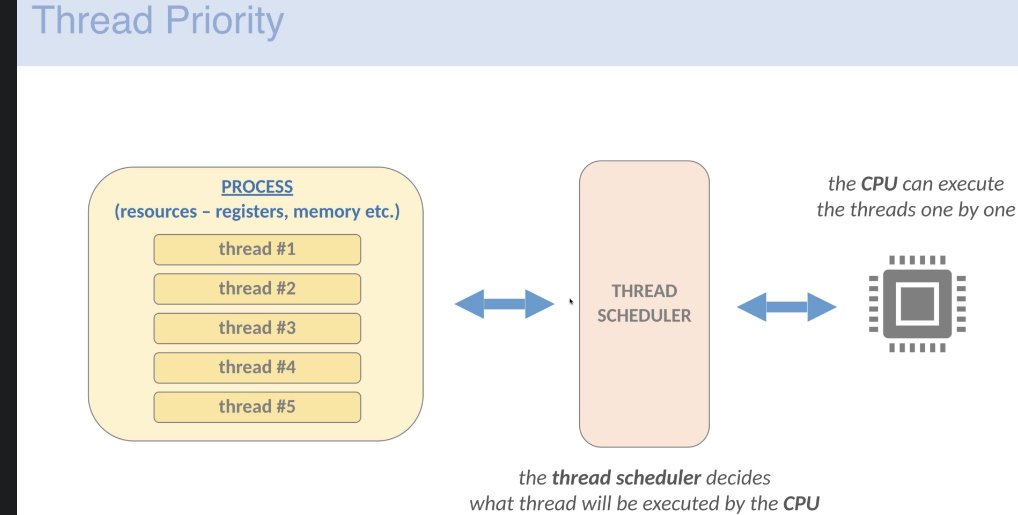 Thread Priority
PROCESS
(resources – registers, memory etc.)
thread #1
thread #2
thread #3
thread #4
thread #5
THREAD
SCHEDULER
the thread scheduler decides
what thread will be executed by the CPU
the CPU can execute
the threads one by one